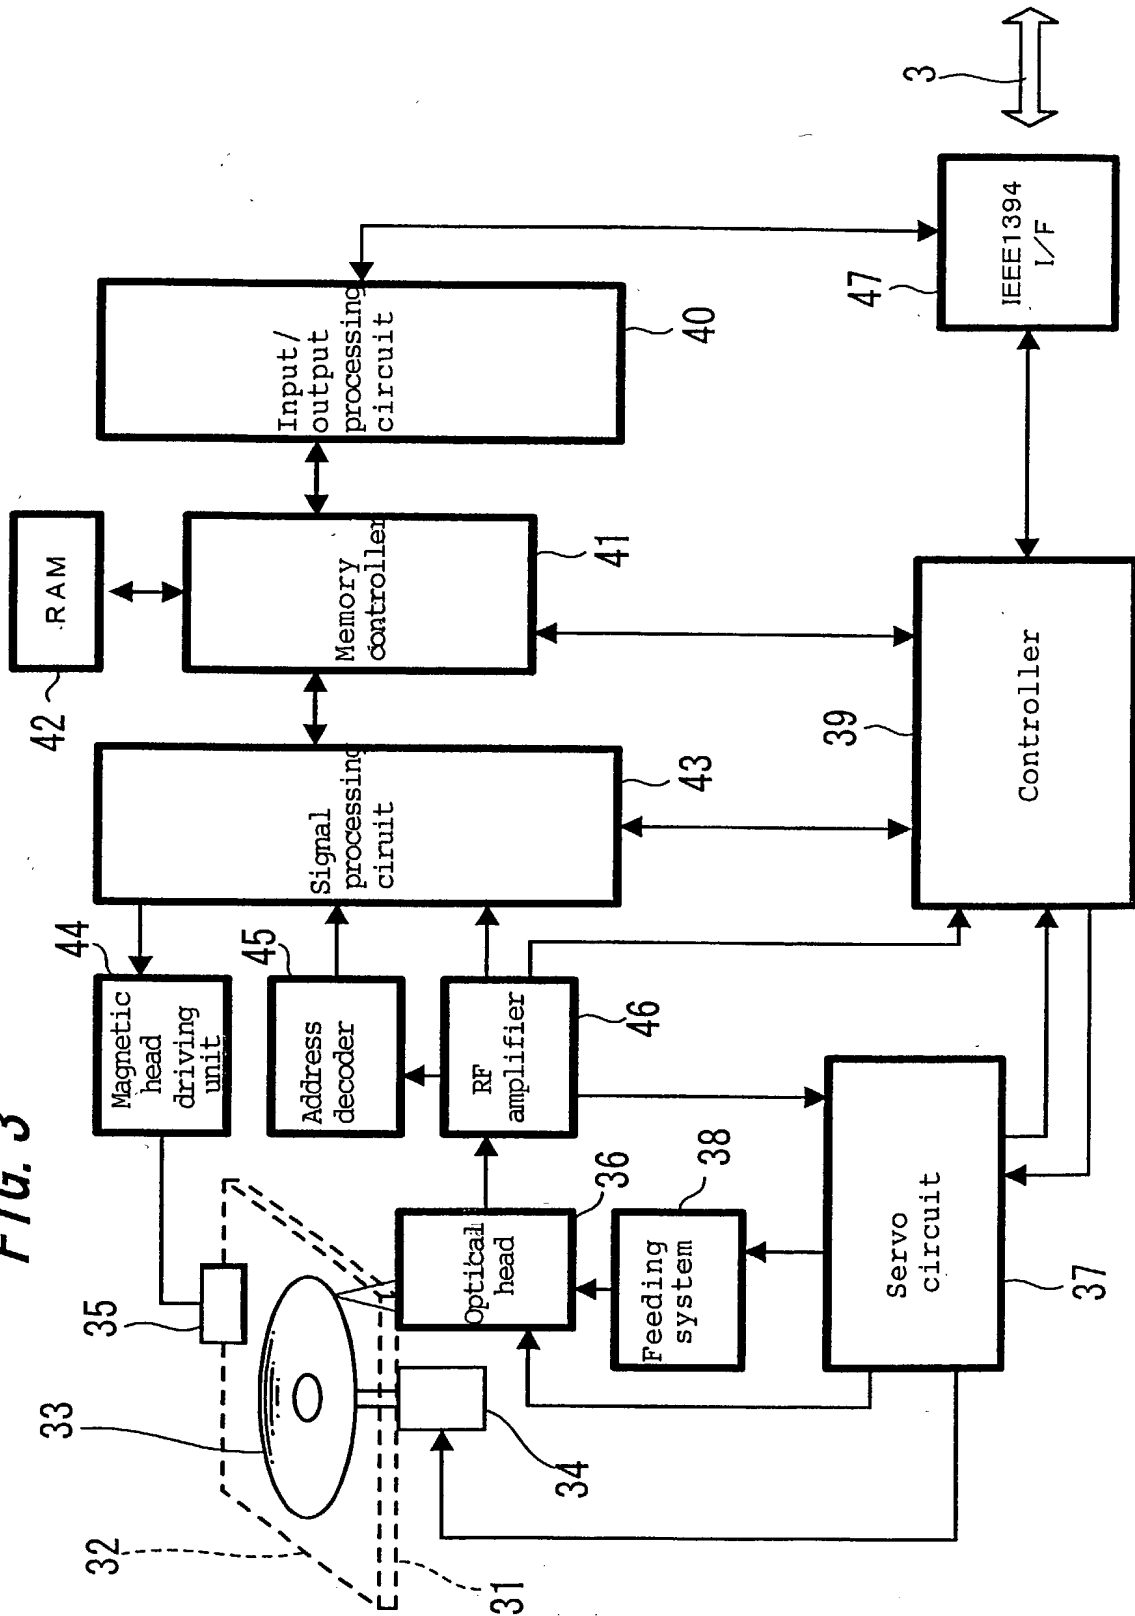 FIG. 3
32
33
35
44
Magnetic
head
driving
unit
42
RAM
45
Address
decoder
Signal
processing
ciruit
43
Memory
controller
41
Input/
output
processing
circuit
40
31
34
Optical
head
36
RF
amplifier
46
Feeding
system
38
Servo
circuit
37
39
Controller
47
IEEE1394
I/F
3